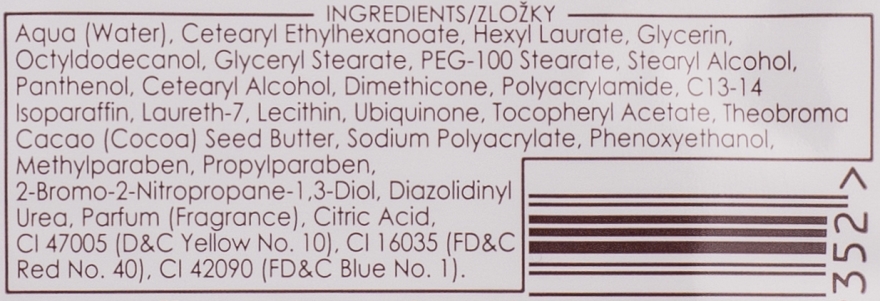 INGREDIENTS/ZLOŽKY
Aqua (Water), Cetearyl Ethylhexanoate, Hexyl Laurate, Glycerin,
Octyldodecanol, Glyceryl Stearate, PEG-100 Stearate, Stearyl Alcohol,
Panthenol, Cetearyl Alcohol, Dimethicone, Polyacrylamide, C13-14
Isoparaffin, Laureth-7, Lecithin, Ubiquinone, Tocopheryl Acetate, Theobroma
Cacao (Cocoa) Seed Butter, Sodium Polyacrylate, Phenoxyethanol,
Methylparaben, Propylparaben,
2-Bromo-2-Nitropropane-1,3-Diol, Diazolidinyl
Urea, Parfum (Fragrance), Citric Acid,
CI 47005 (D&C Yellow No. 10), CI 16035 (FD&C
Red No. 40), CI 42090 (FD&C Blue No. 1).
352>